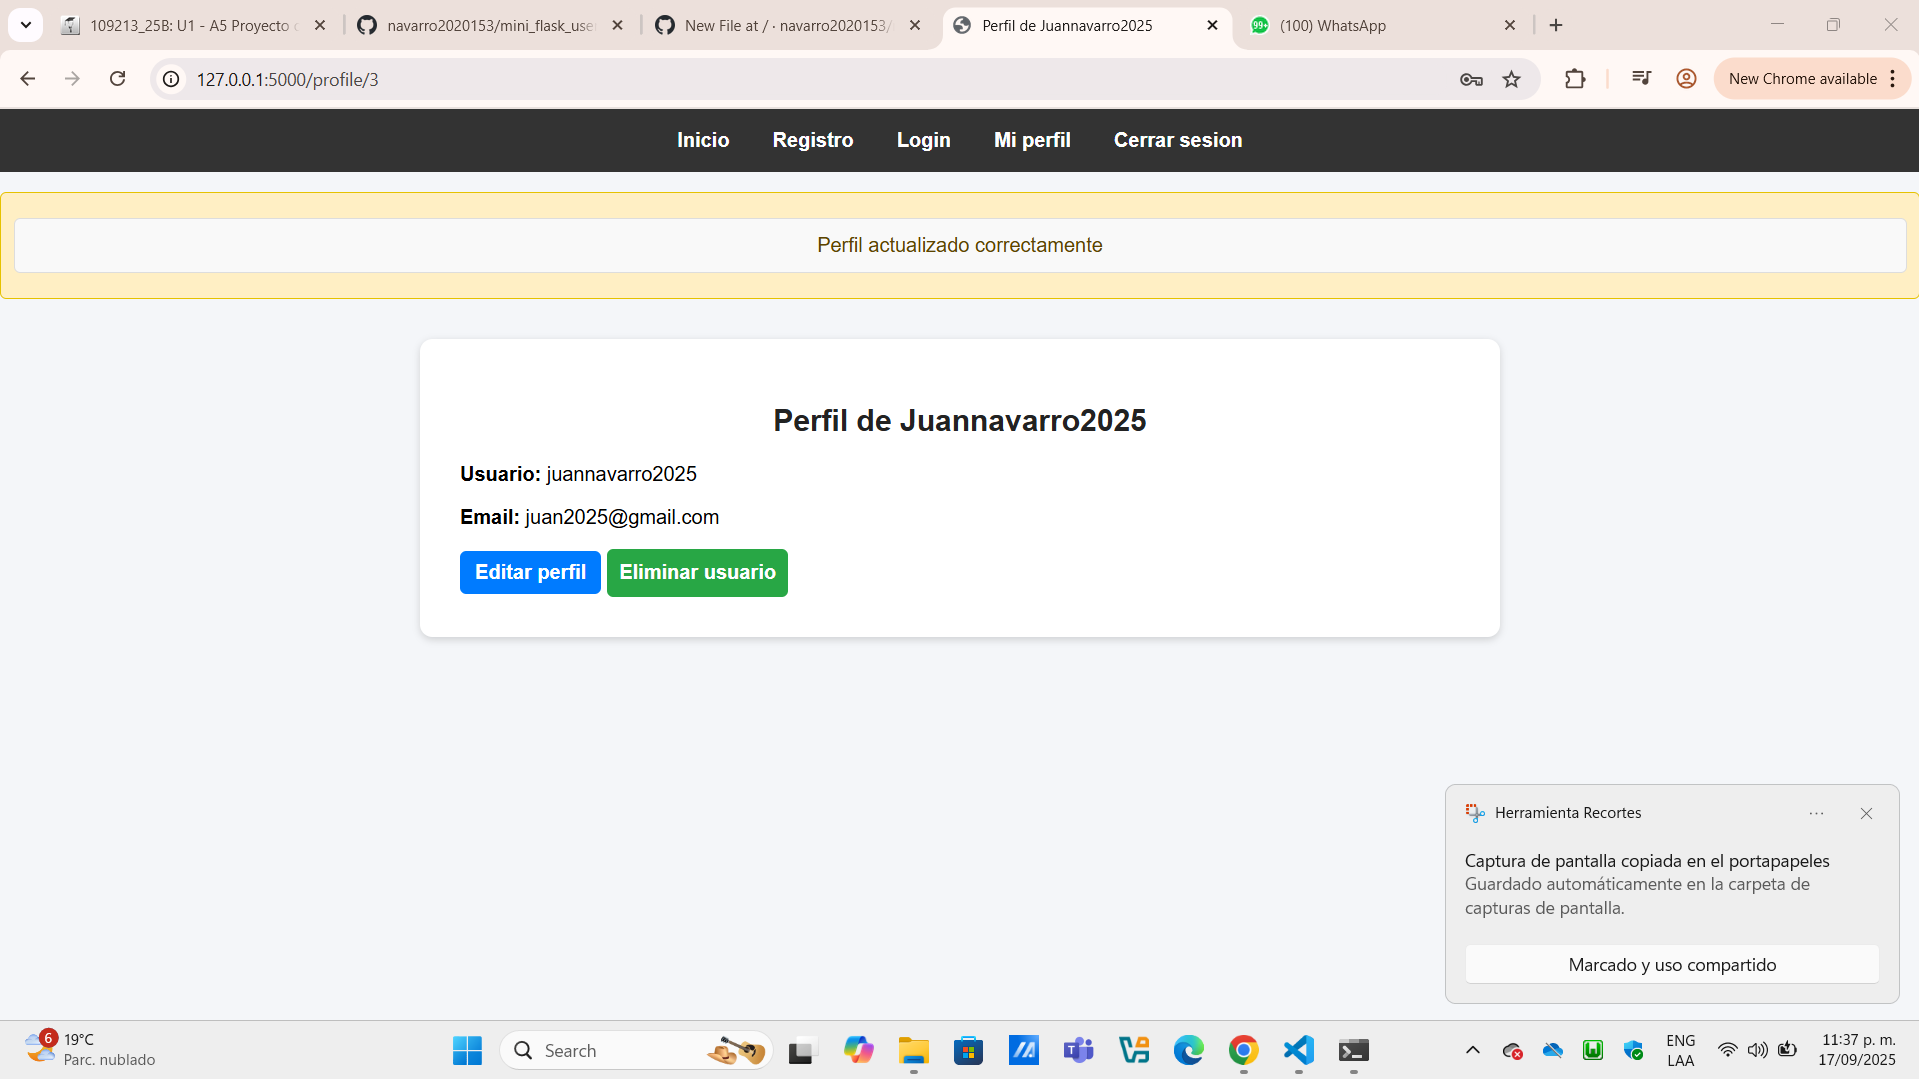 109213_25B: U1 - A5 Proyecto
navarro2020153/mini_flask_use
New File at / · navarro2020153/
Perfil de Juannavarro2025
99+
(100) WhatsApp
127.0.0.1:5000/profile/3
New Chrome available
Inicio Registro Login Mi perfil Cerrar sesion
Perfil actualizado correctamente
Perfil de Juannavarro2025
Usuario: juannavarro2025
Email: juan2025@gmail.com
Editar perfil Eliminar usuario
Herramienta Recortes
Captura de pantalla copiada en el portapapeles
Guardado automáticamente en la carpeta de
capturas de pantalla.
Marcado y uso compartido
6
19°C
Parc. nublado
Search
ENG
LAA
11:37 p. m.
17/09/2025